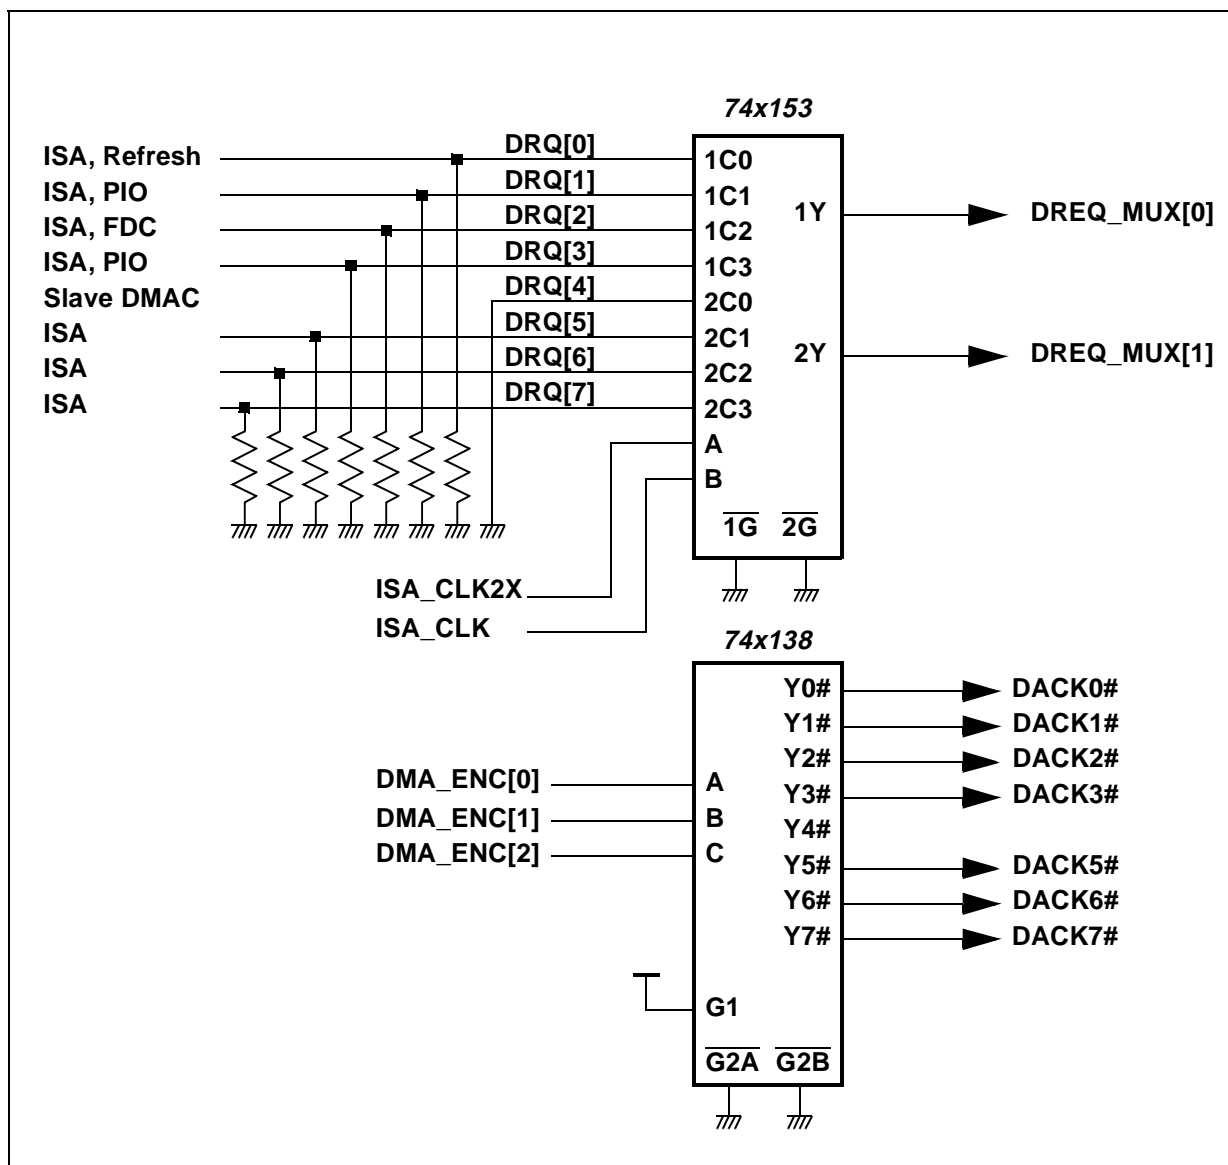 74x153
ISA, Refresh DRQ[0] 1C0
ISA, PIO DRQ[1] 1C1
1Y DREQ_MUX[0]
ISA, FDC DRQ[2] 1C2
ISA, PIO DRQ[3] 1C3
Slave DMAC DRQ[4] 2C0
ISA DRQ[5] 2C1
2Y DREQ_MUX[1]
ISA DRQ[6] 2C2
ISA DRQ[7] 2C3
A
B
1G 2G
ISA_CLK2X
ISA_CLK
74x138
Y0# DACK0#
Y1# DACK1#
Y2# DACK2#
DMA_ENC[0] A Y3# DACK3#
DMA_ENC[1] B Y4#
DMA_ENC[2] C Y5# DACK5#
Y6# DACK6#
Y7# DACK7#
G1
G2A G2B